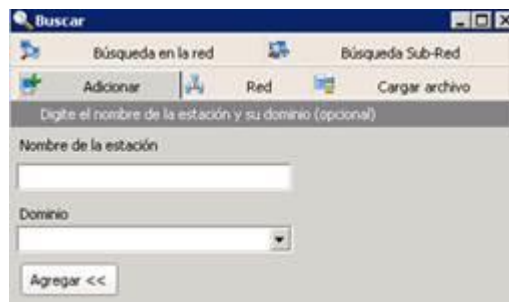 Buscar
Búsqueda en la red Búsqueda Sub-Red
Adicionar Red Cargar archivo
Digite el nombre de la estación y su dominio (opcional)
Nombre de la estación
Dominio
Agregar <<